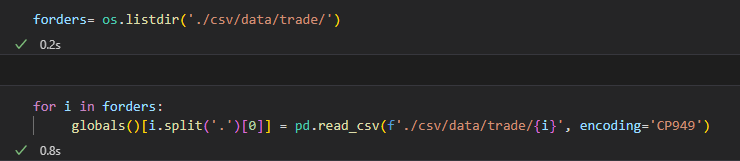 forders= os.listdir('./csv/data/trade/')
✓ 0.2s
for i in forders:
globals()[i.split('.')[0]] = pd.read_csv(f'./csv/data/trade/{i}', encoding='CP949')
✓ 0.8s